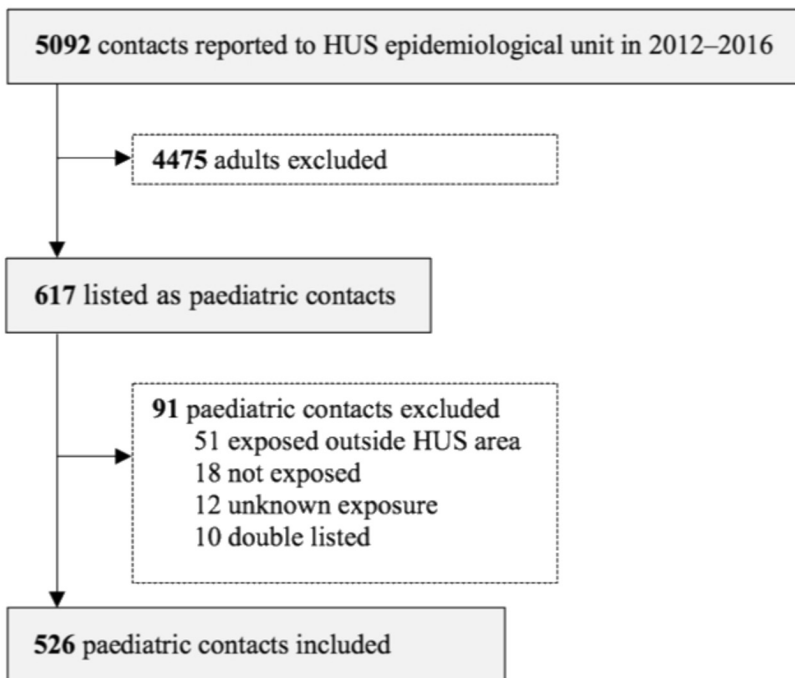 5092 contacts reported to HUS epidemiological unit in 2012–2016
4475 adults excluded
617 listed as paediatric contacts
91 paediatric contacts excluded
51 exposed outside HUS area
18 not exposed
12 unknown exposure
10 double listed
526 paediatric contacts included